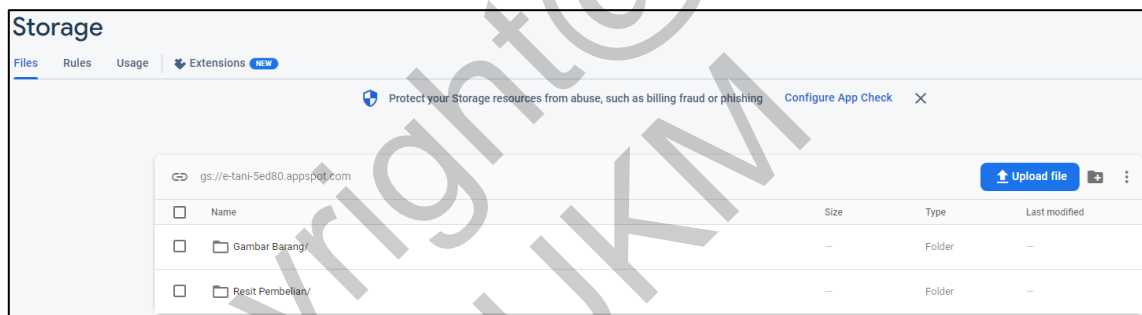 Storage
Files Rules Usage Extensions NEW
Protect your Storage resources from abuse, such as billing fraud or phishing Configure App Check
gs://e-tani-5ed80.appspot.com Upload file
Name Size Type Last modified
Gambar Barang/ — Folder —
Resit Pembelian/ — Folder —
yright©
UKM